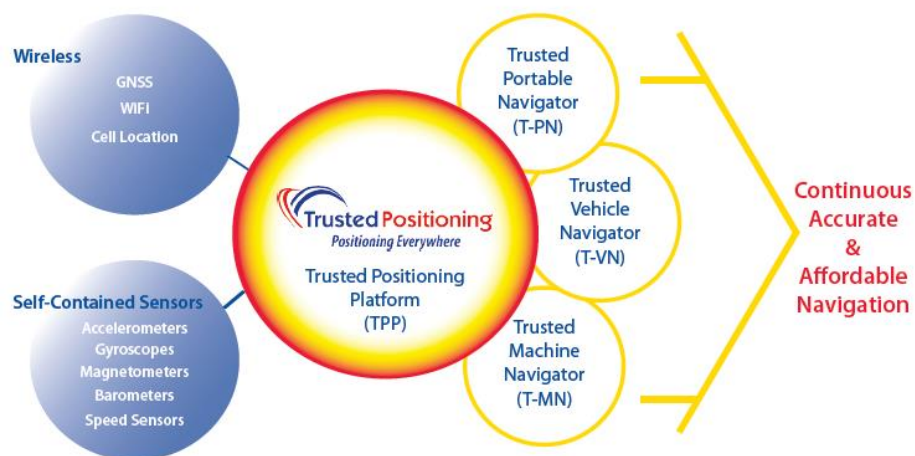 Wireless
GNSS
WIFi
Cell Location
Self-Contained Sensors
Accelerometers
Gyroscopes
Magnetometers
Barometers
Speed Sensors
Trusted Positioning
Positioning Everywhere
Trusted Positioning
Platform
(TPP)
Trusted
Portable
Navigator
(T-PN)
Trusted
Vehicle
Navigator
(T-VN)
Trusted
Machine
Navigator
(T-MN)
Continuous
Accurate
&
Affordable
Navigation